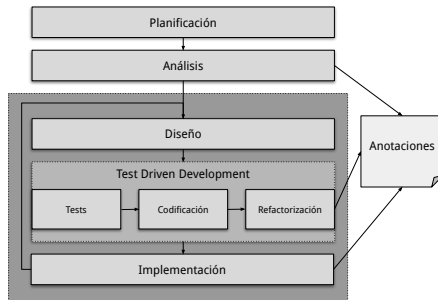 Planificación
Análisis
Diseño
Anotaciones
Test Driven Development
Tests
Codificación
Refactorización
Implementación